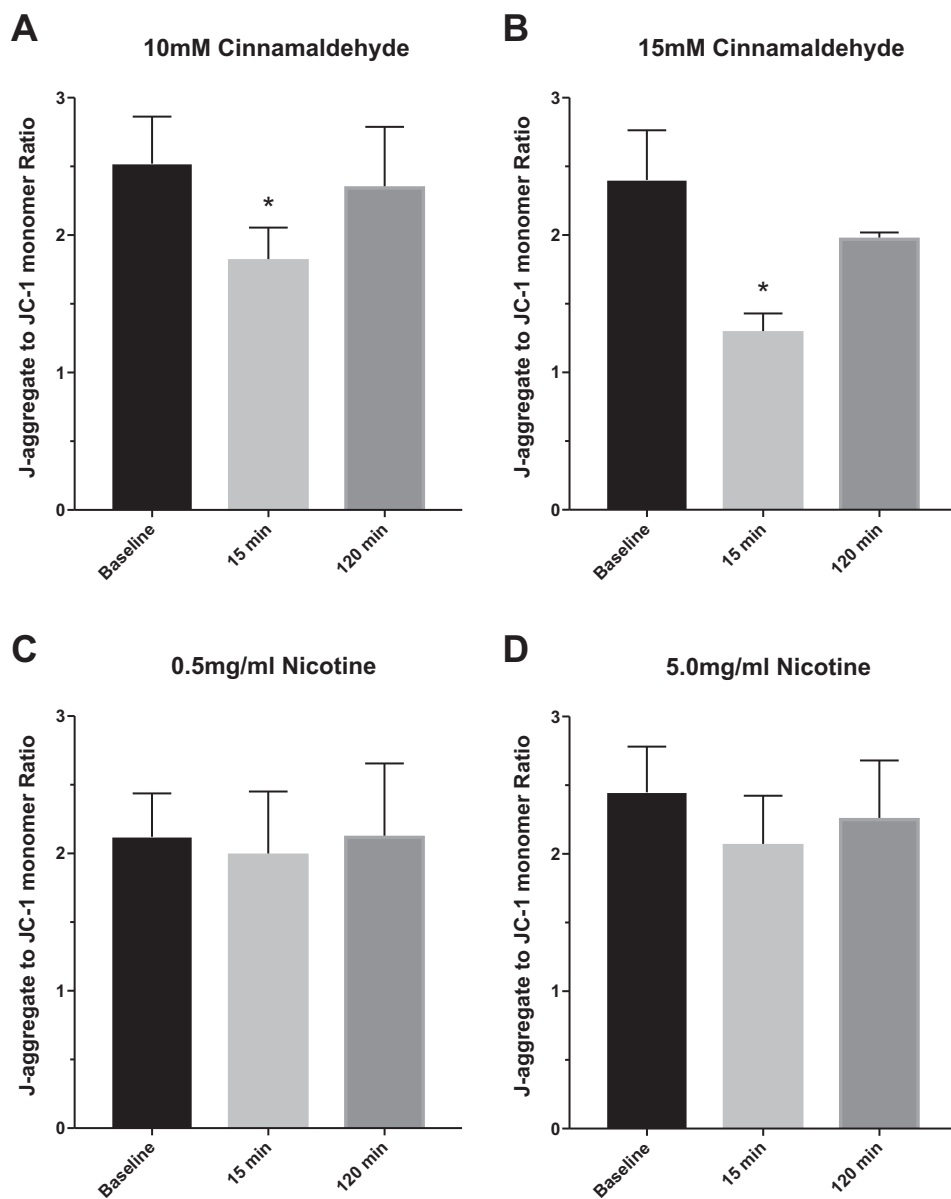 A
10mM Cinnamaldehyde
J-aggregate to JC-1 monomer Ratio
3
2
1
0
*
Baseline
15 min
120 min
B
15mM Cinnamaldehyde
J-aggregate to JC-1 monomer Ratio
3
2
1
0
*
Baseline
15 min
120 min
C
0.5mg/ml Nicotine
J-aggregate to JC-1 monomer Ratio
3
2
1
0
Baseline
15 min
120 min
D
5.0mg/ml Nicotine
J-aggregate to JC-1 monomer Ratio
3
2
1
0
Baseline
15 min
120 min